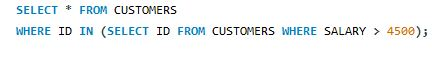 SELECT * FROM CUSTOMERS
WHERE ID IN (SELECT ID FROM CUSTOMERS WHERE SALARY > 4500);